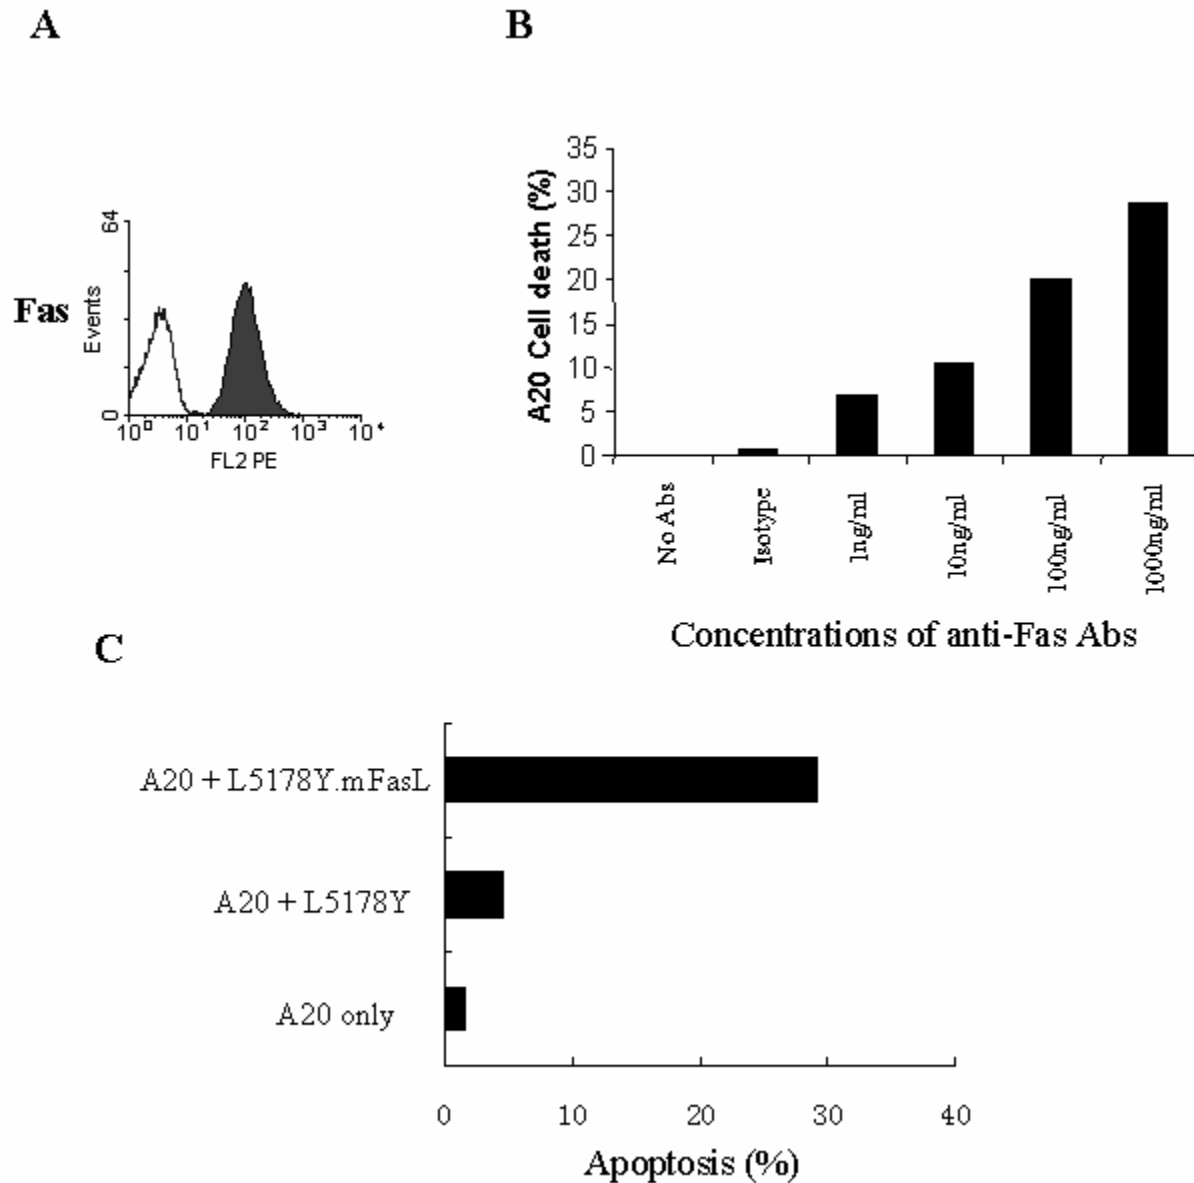 A
B
Fas
Events
64
0
10⁰ 10¹ 10² 10³ 10⁴
FL2 PE
A20 Cell death (%)
35
30
25
20
15
10
5
0
No Abs
Isotype
1ng/ml
10ng/ml
100ng/ml
1000ng/ml
Concentrations of anti-Fas Abs
C
A20 + L5178Y.mFasL
A20 + L5178Y
A20 only
0 10 20 30 40
Apoptosis (%)